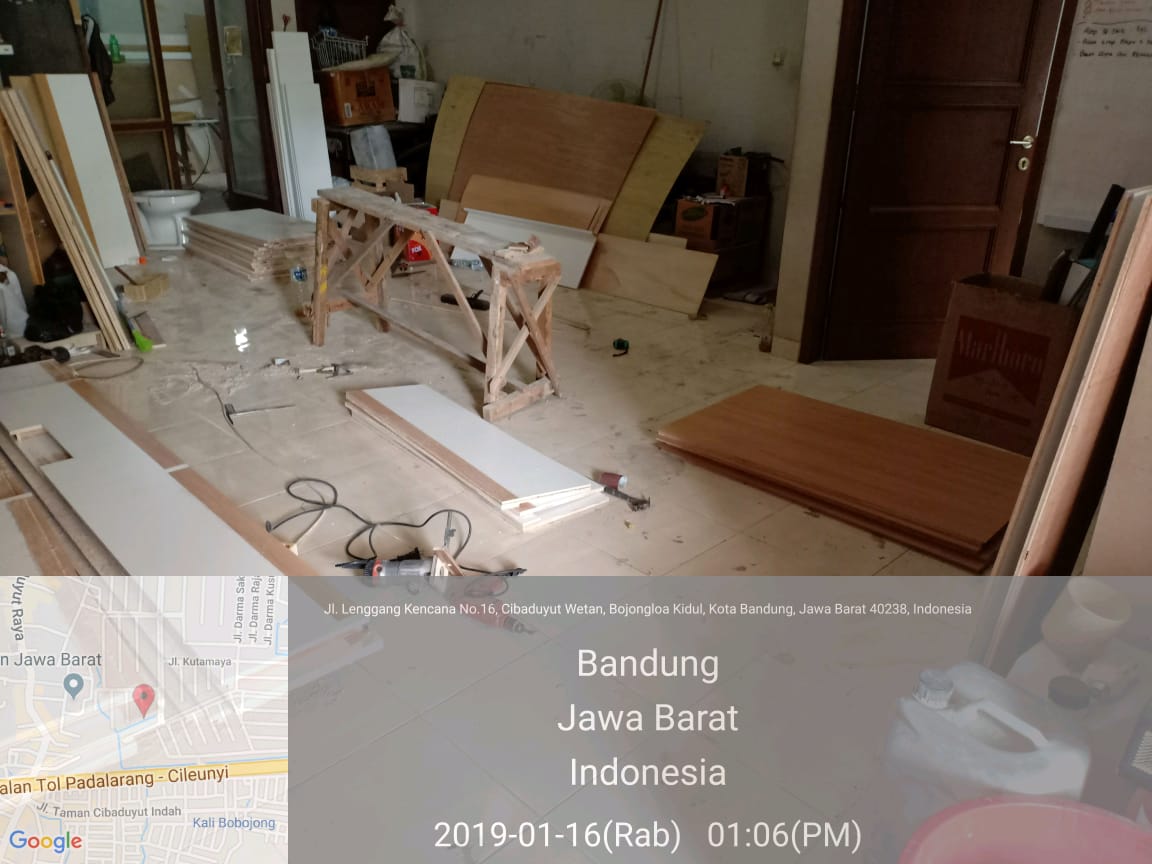 Marlboro
uyut Raya
Jl. Darma Sak
Jl. Darma Raja
Jl. Darma Kusu
n Jawa Barat
Jl. Kutamaya
alan Tol Padalarang - Cileunyi
Jl. Taman Cibaduyut Indah
Kali Bobojong
Google
Jl. Lenggang Kencana No.16, Cibaduyut Wetan, Bojongloa Kidul, Kota Bandung, Jawa Barat 40238, Indonesia
Bandung
Jawa Barat
Indonesia
2019-01-16(Rab) 01:06(PM)